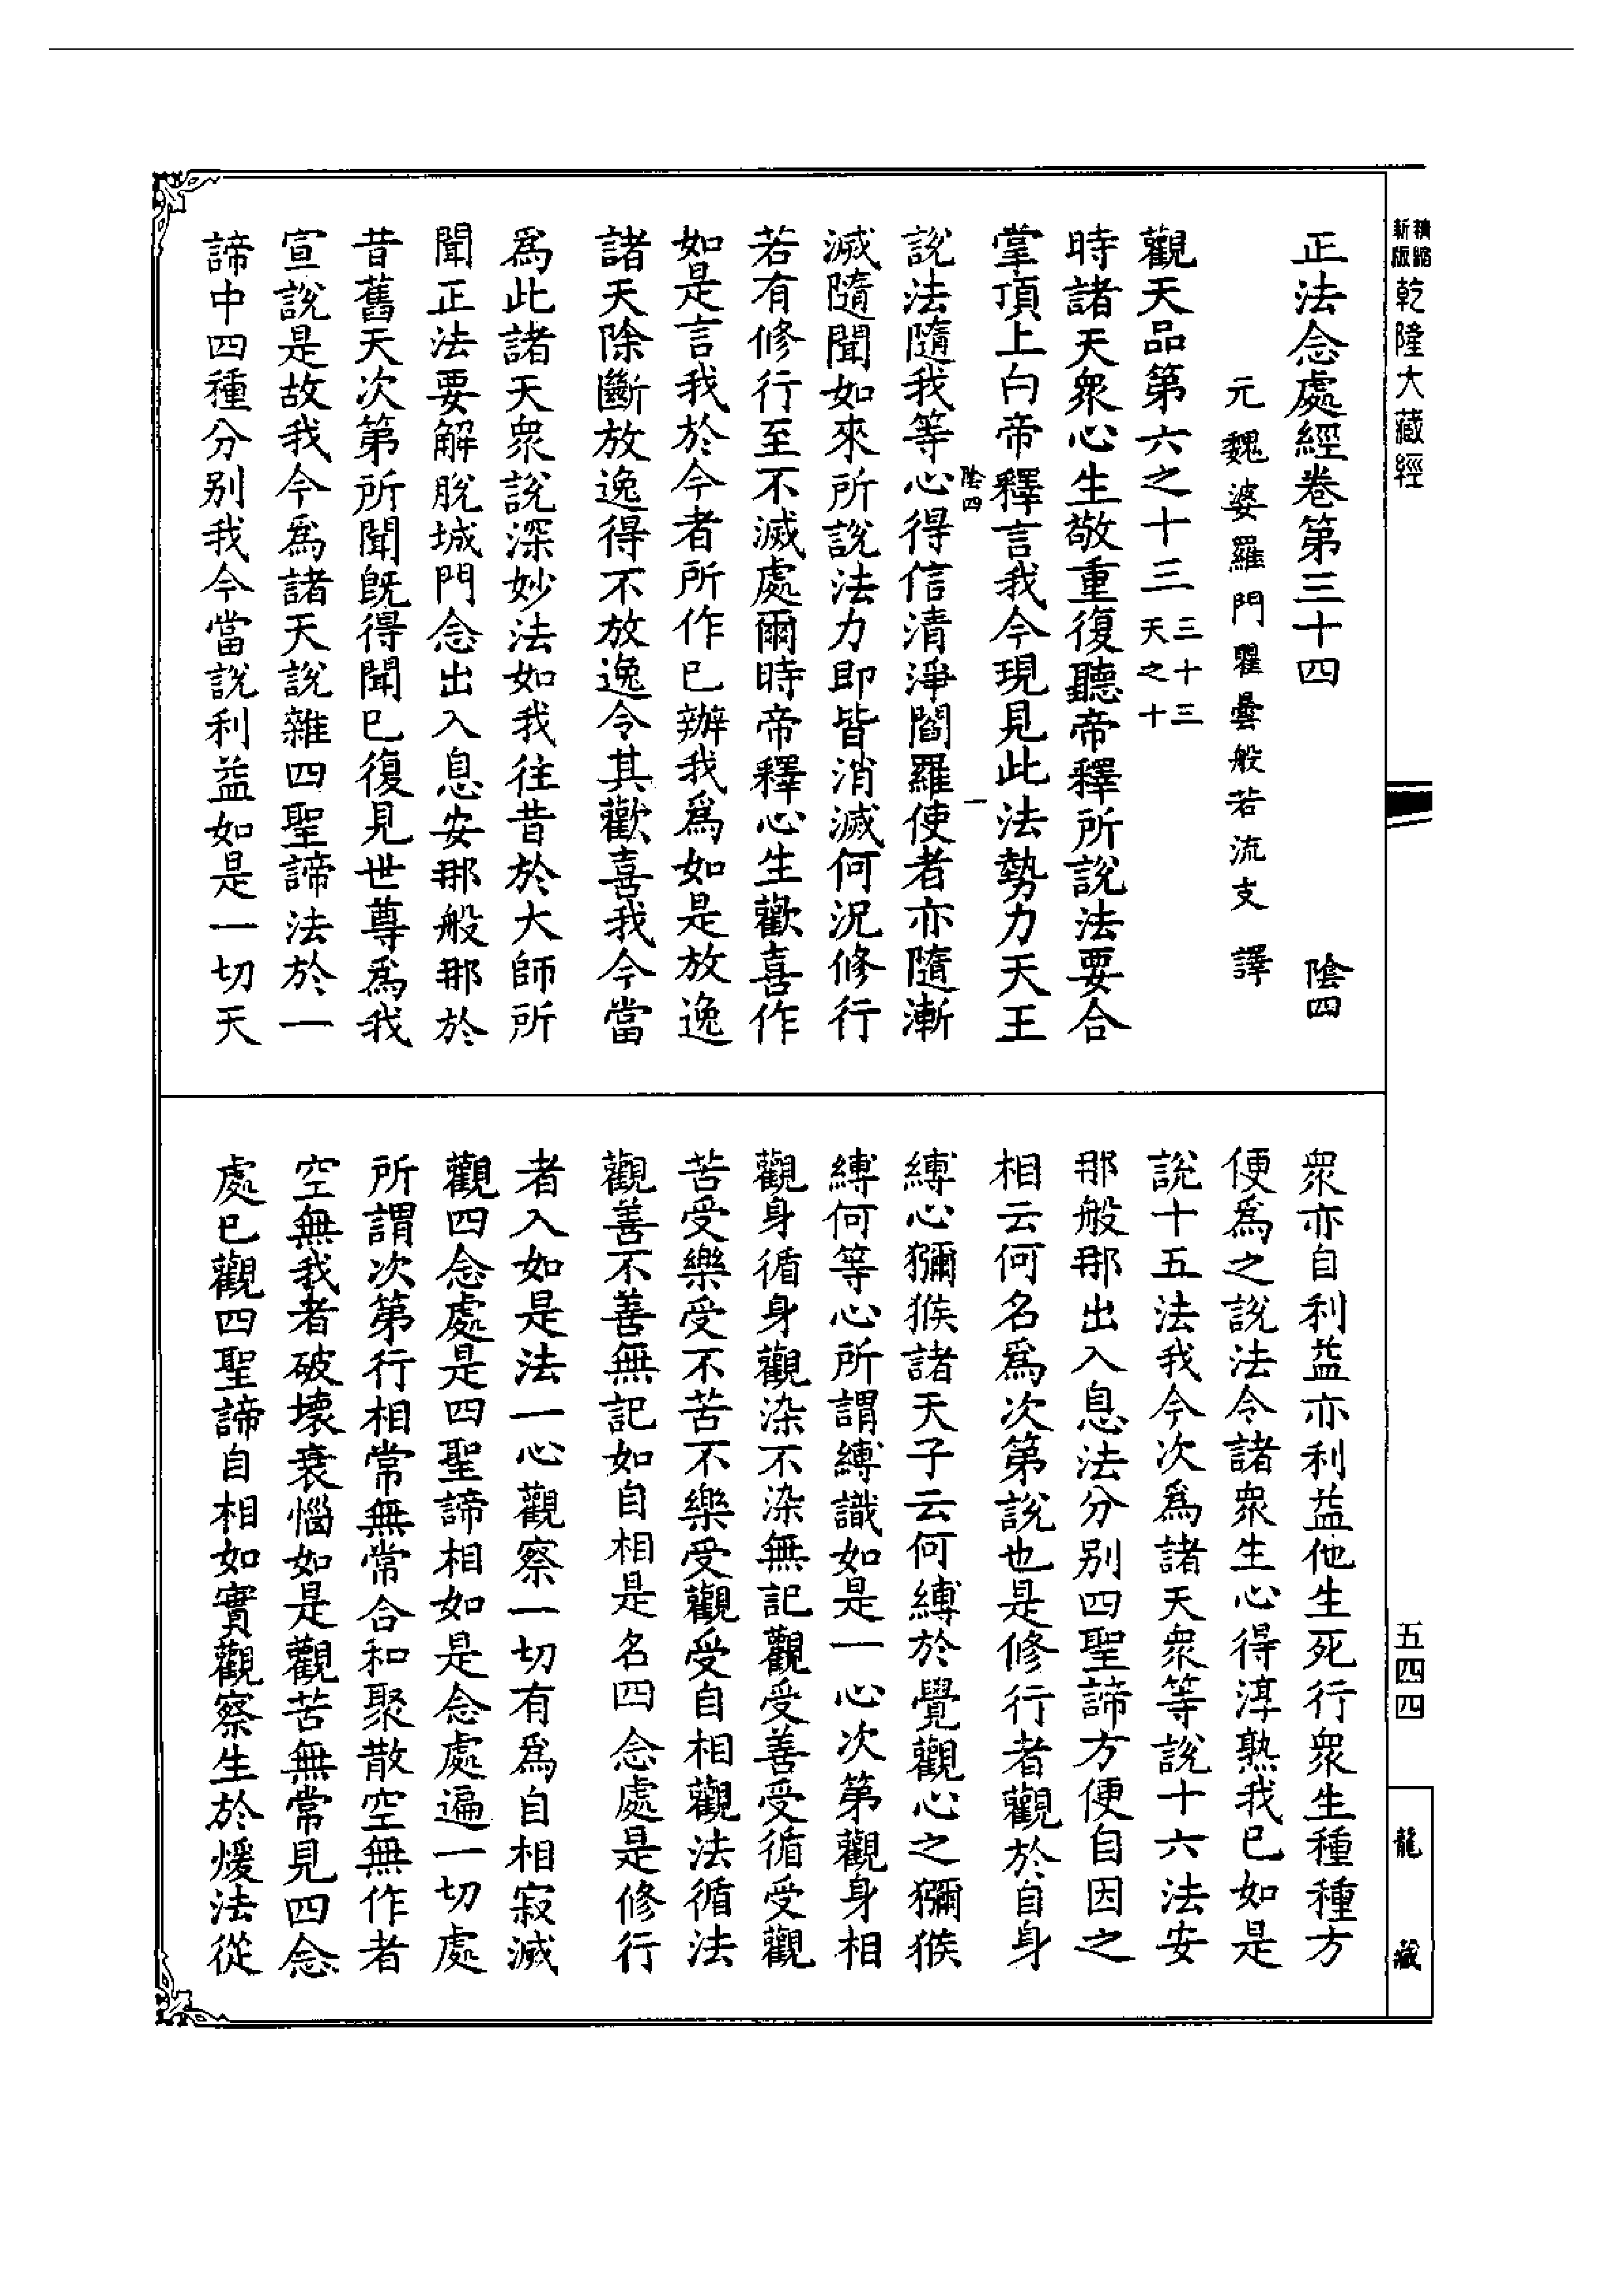 精縮
新版
乾隆大藏經
正法念處經卷第三十四 陰四
元魏婆羅門瞿曇般若流支 譯
觀天品第六之十三 三十三天之十
時諸天眾心生敬重復聽帝釋所說法要合
掌頂上白帝釋言我今現見此法勢力天王
陰四 一
說法隨我等心得信清淨閻羅使者亦隨漸
滅隨聞如來所說法力即皆消滅何況修行
若有修行至不滅處爾時帝釋心生歡喜作
如是言我於今者所作已辦我爲如是放逸
諸天除斷放逸得不放逸令其歡喜我今當
爲此諸天眾說深妙法如我往昔於大師所
聞正法要解脫城門念出入息安那般那於
昔舊天次第所聞既得聞已復見世尊爲我
宣說是故我今爲諸天說雜四聖諦法於一
諦中四種分別我今當說利益如是一切天
眾亦自利益亦利益他生死行眾生種種方
便爲之說法令諸眾生心得淳熟我已如是
說十五法我今次爲諸天眾等說十六法安
那般那出入息法分別四聖諦方便自因之
相云何名爲次第說也是修行者觀於自身
縛心獼猴諸天子云何縛於覺觀心之獼猴
縛何等心所謂縛識如是一心次第觀身相
觀身循身觀染不染無記觀受善受循受觀
苦受樂受不苦不樂受觀受自相觀法循法
觀善不善無記如自相是名四念處是修行
者入如是法一心觀察一切有爲自相寂滅
觀四念處是四聖諦相如是念處遍一切處
所謂次第行相常無常合和聚散空無作者
空無我者破壞衰惱如是觀苦無常見四念
處已觀四聖諦自相如實觀察生於煖法從
五四四
龍藏